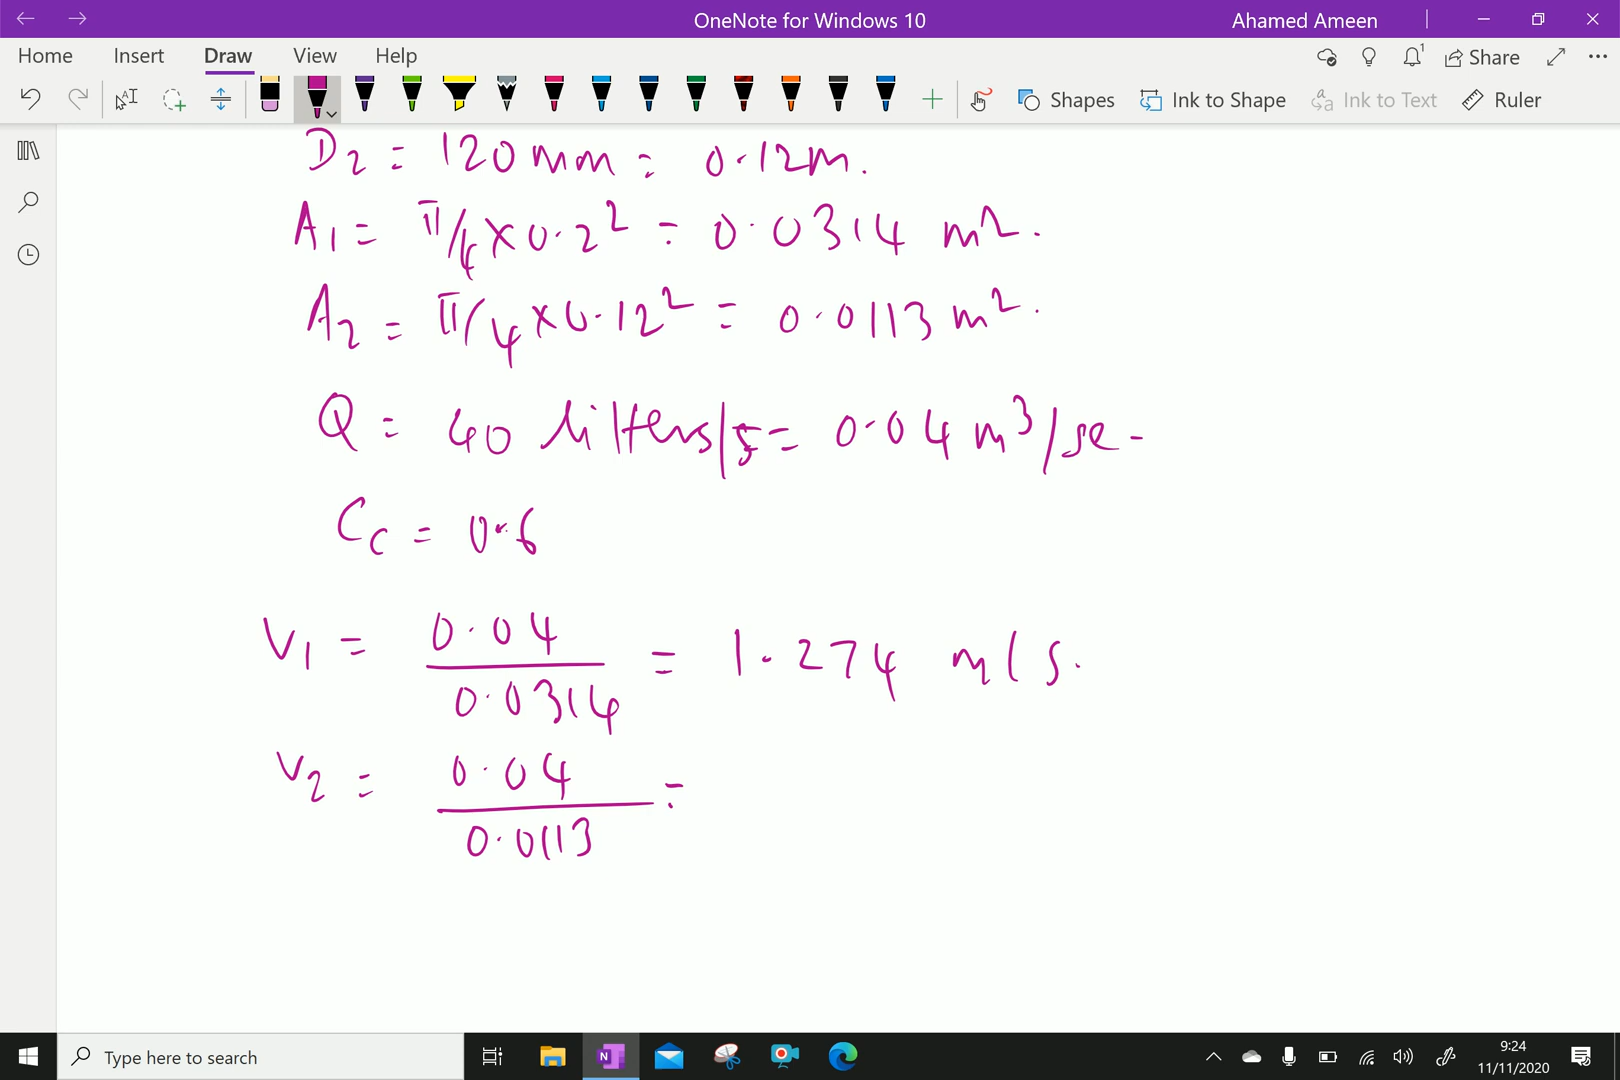 OneNote for Windows 10
Ahamed Ameen
Home Insert Draw View Help
1
Share
Shapes Ink to Shape Ink to Text Ruler
D2 = 120 mm = 0.12m.
A1 = π/4 × 0.2² = 0.0314 m².
A2 = π/4 × 0.12² = 0.0113 m².
Q = 40 litters/s = 0.04 m³/se -
Cc = 0.6
V1 = 0.04 / 0.0314 = 1.274 m/s.
V2 = 0.04 / 0.0113 =
Type here to search
9:24
11/11/2020